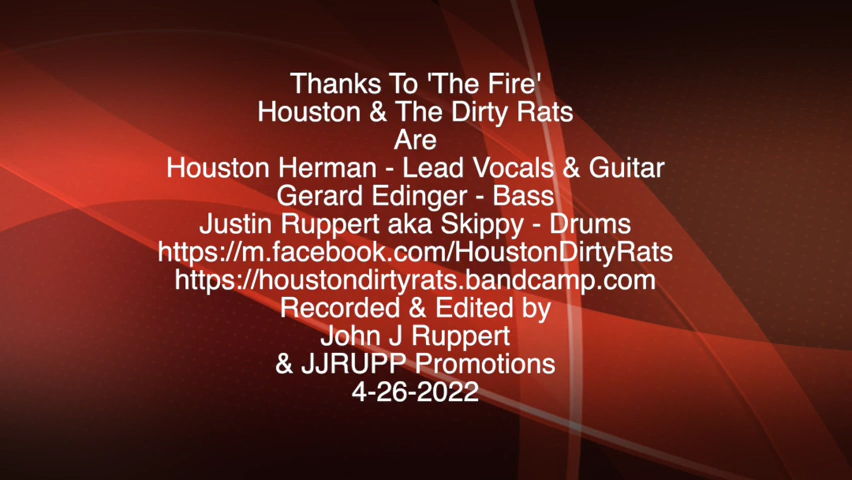 Thanks To 'The Fire'
Houston & The Dirty Rats
Are
Houston Herman - Lead Vocals & Guitar
Gerard Edinger - Bass
Justin Ruppert aka Skippy - Drums
https://m.facebook.com/HoustonDirtyRats
https://houstondirtyrats.bandcamp.com
Recorded & Edited by
John J Ruppert
& JJRUPP Promotions
4-26-2022